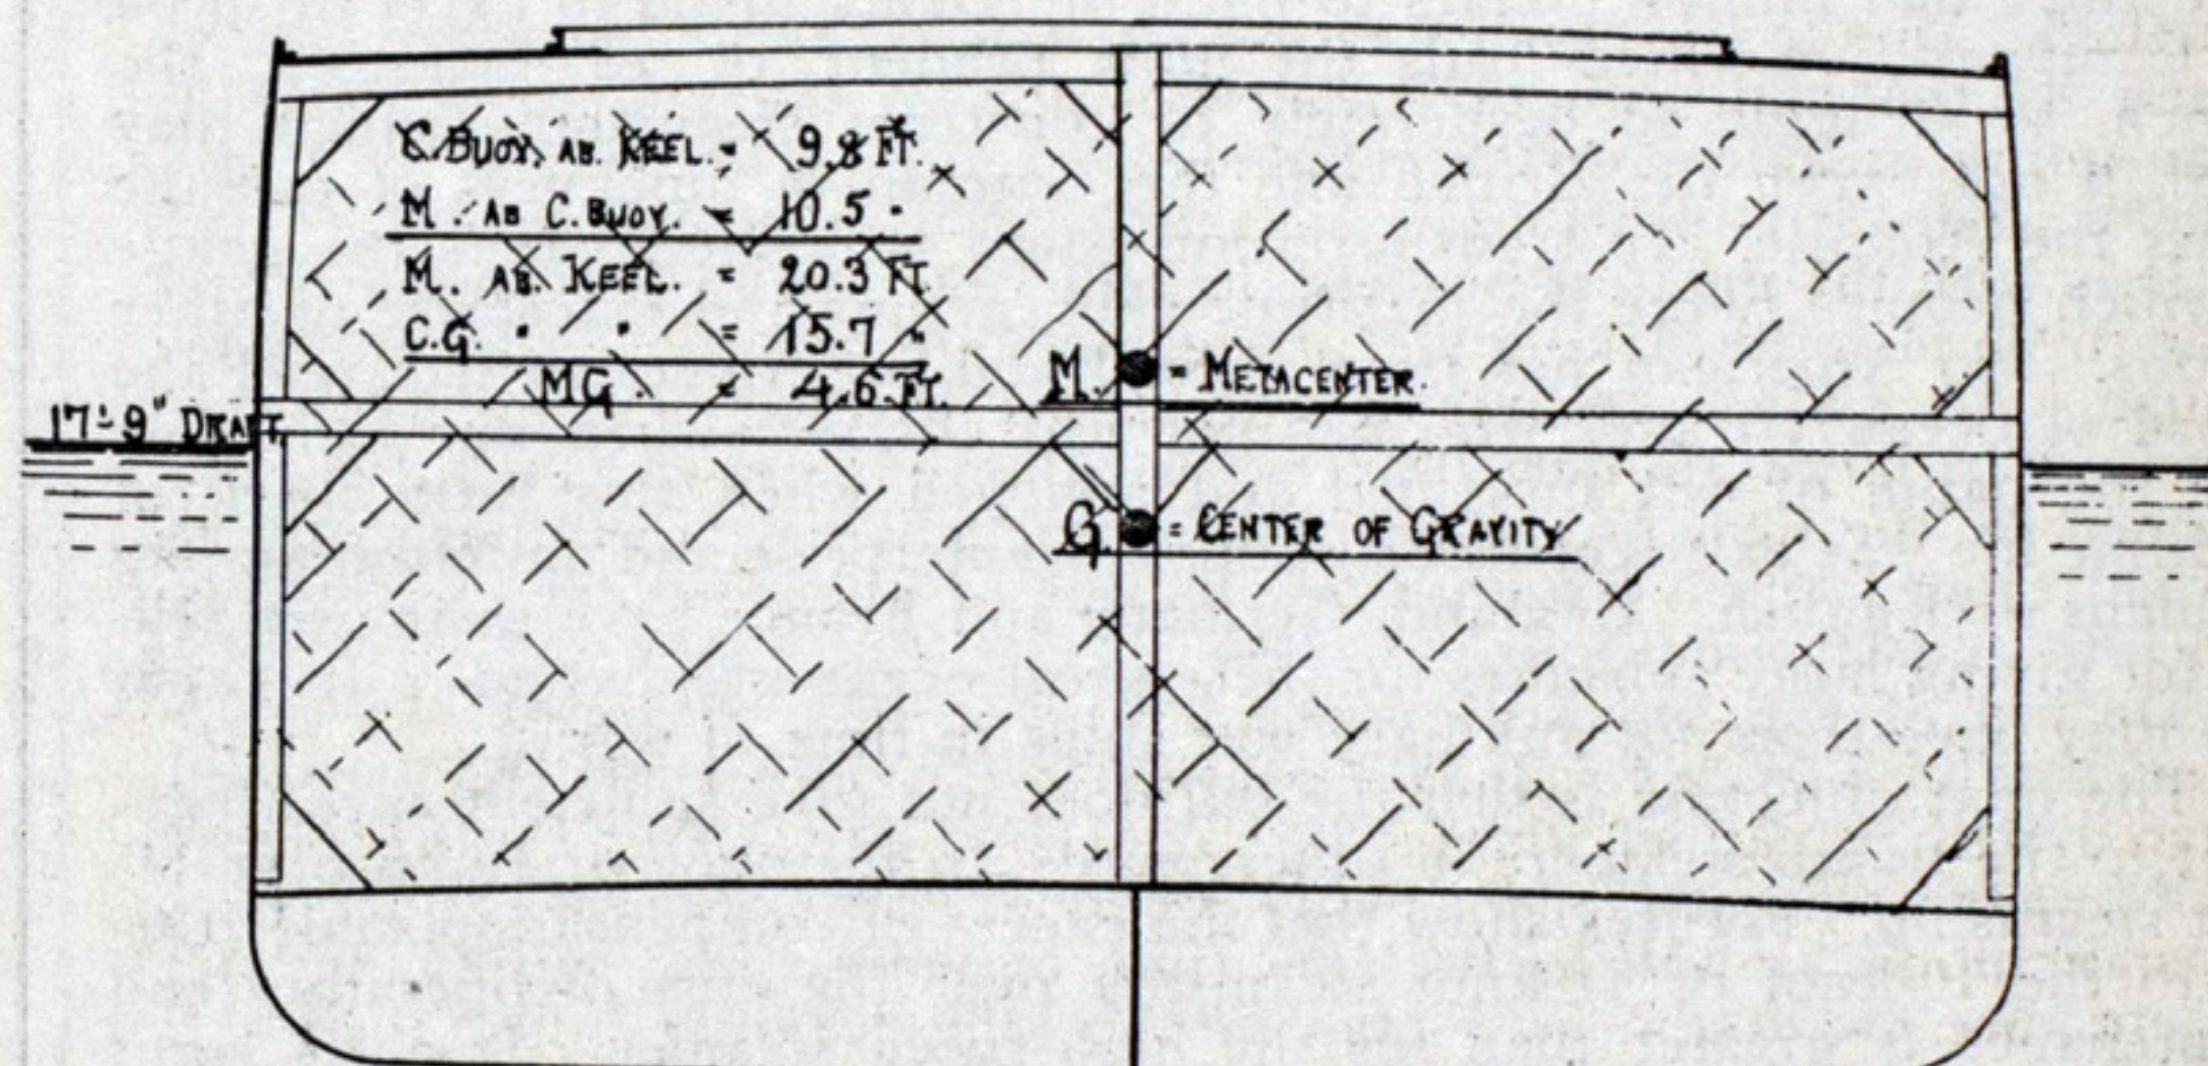 C. BUOY. AB. KEEL. = 9.8 FT.
M. AB C. BUOY. = 10.5 "
M. AB. KEEL. = 20.3 FT.
C.G. " " = 15.7 "
MG. = 4.6 FT.
17'-9" DRAFT
M. = METACENTER.
G. = CENTER OF GRAVITY